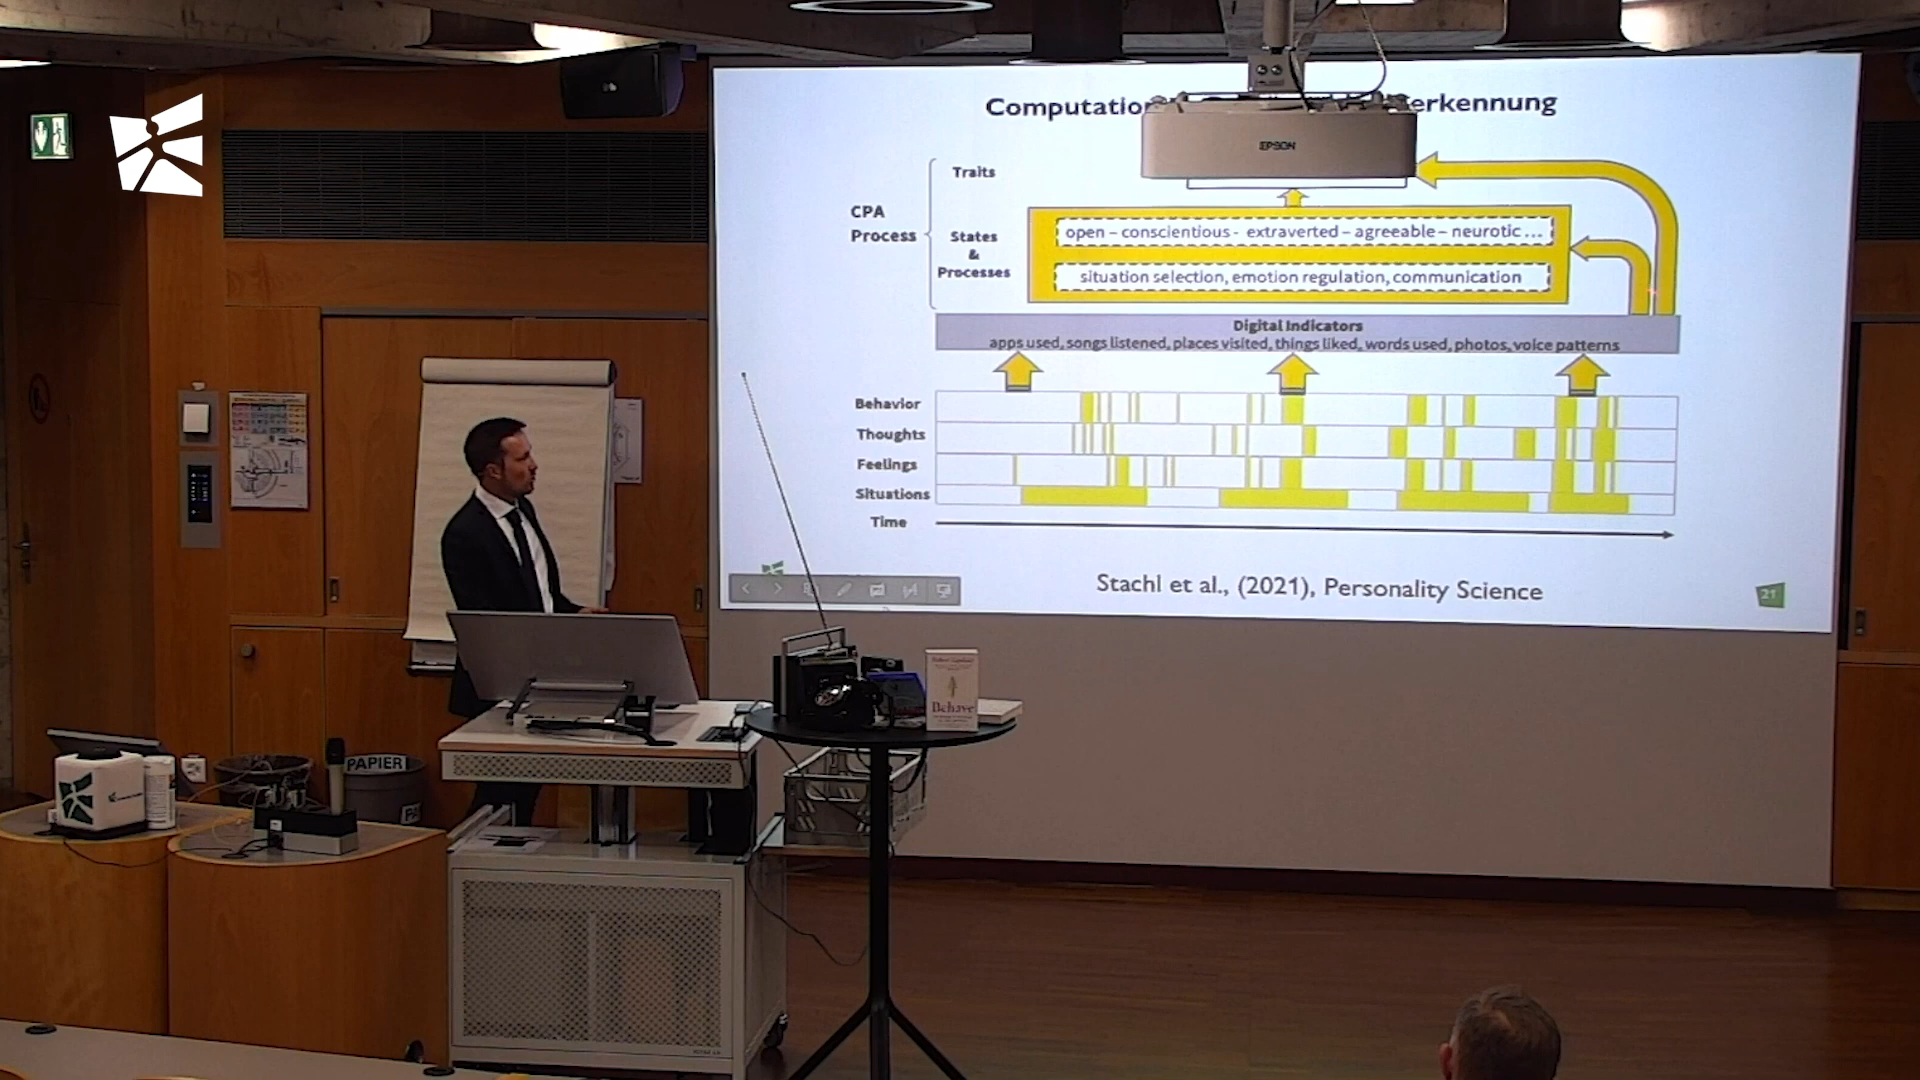 Computatio erkennung
EPSON
Traits
CPA
Process
States
&
Processes
open – conscientious - extraverted – agreeable – neurotic ...
situation selection, emotion regulation, communication
Digital Indicators
apps used, songs listened, places visited, things liked, words used, photos, voice patterns
Behavior
Thoughts
Feelings
Situations
Time
Stachl et al., (2021), Personality Science
21
Behave
PAPIER